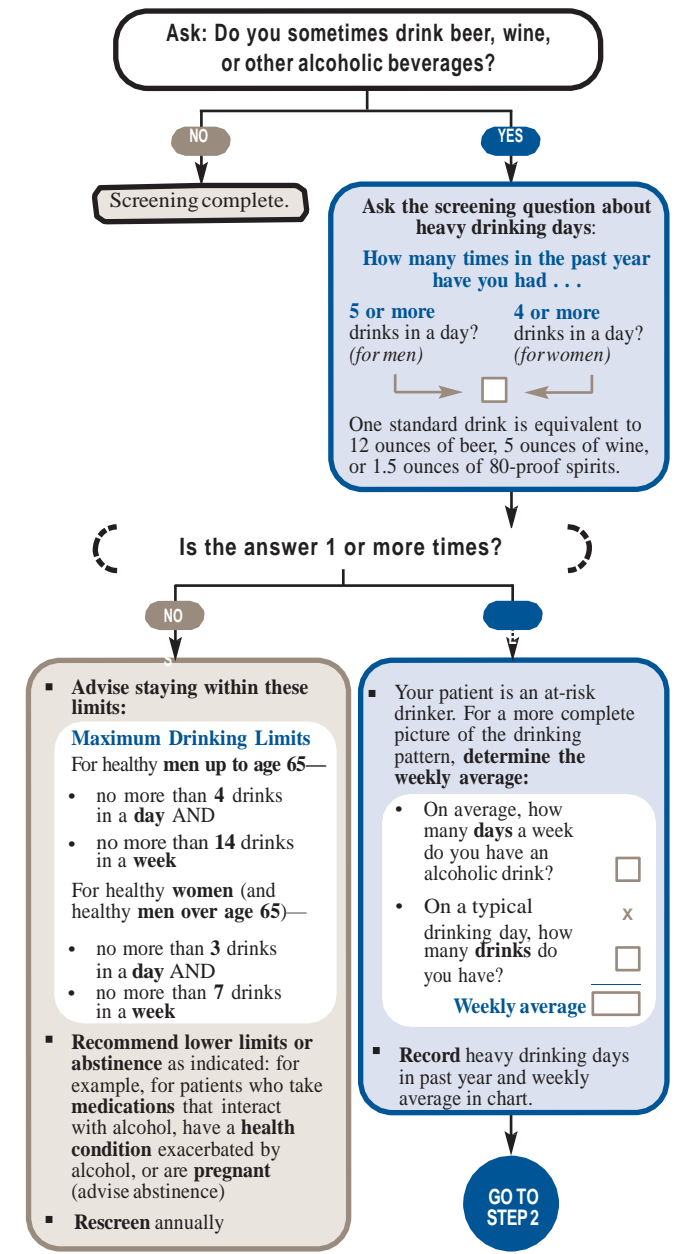 Ask: Do you sometimes drink beer, wine,
or other alcoholic beverages?
NO
YES
Screening complete.
Ask the screening question about
heavy drinking days:
How many times in the past year
have you had . . .
5 or more
drinks in a day?
(for men)
4 or more
drinks in a day?
(for women)
One standard drink is equivalent to
12 ounces of beer, 5 ounces of wine,
or 1.5 ounces of 80-proof spirits.
Is the answer 1 or more times?
NO
▪ Advise staying within these
limits:
Maximum Drinking Limits
For healthy men up to age 65—
• no more than 4 drinks
in a day AND
• no more than 14 drinks
in a week
For healthy women (and
healthy men over age 65)—
• no more than 3 drinks
in a day AND
• no more than 7 drinks
in a week
▪ Recommend lower limits or
abstinence as indicated: for
example, for patients who take
medications that interact
with alcohol, have a health
condition exacerbated by
alcohol, or are pregnant
(advise abstinence)
▪ Rescreen annually
▪ Your patient is an at-risk
drinker. For a more complete
picture of the drinking
pattern, determine the
weekly average:
• On average, how
many days a week
do you have an
alcoholic drink?
x
• On a typical
drinking day, how
many drinks do
you have?
Weekly average
▪ Record heavy drinking days
in past year and weekly
average in chart.
GO TO
STEP 2